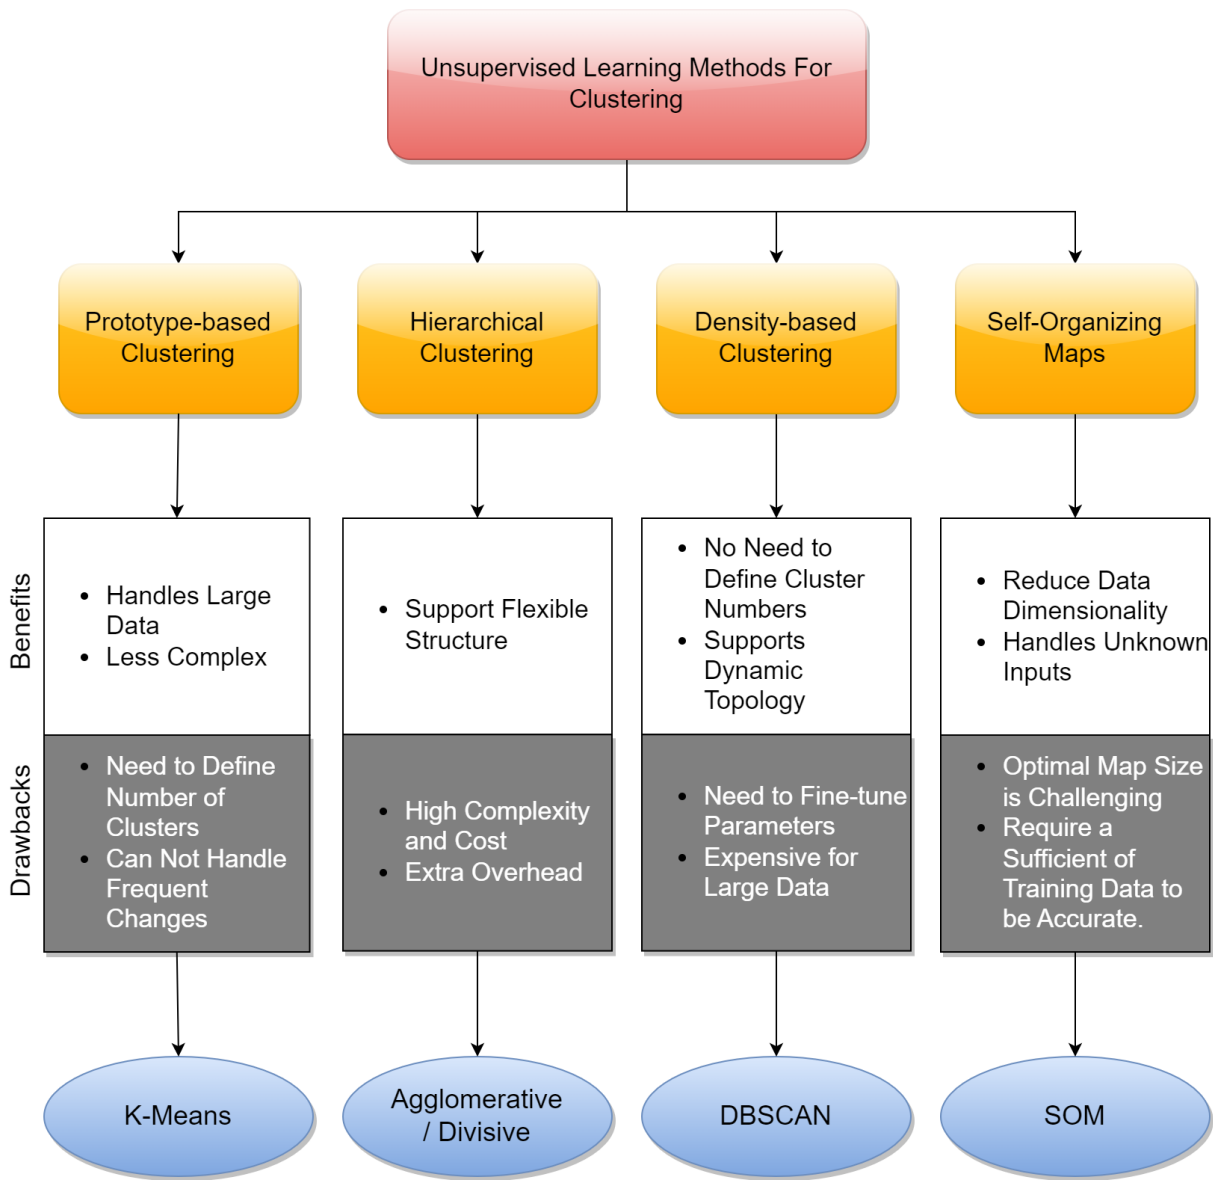 Unsupervised Learning Methods For
Clustering
Prototype-based
Clustering
Hierarchical
Clustering
Density-based
Clustering
Self-Organizing
Maps
Benefits
• Handles Large
Data
• Less Complex
• Support Flexible
Structure
• No Need to
Define Cluster
Numbers
• Supports
Dynamic
Topology
• Reduce Data
Dimensionality
• Handles Unknown
Inputs
Drawbacks
• Need to Define
Number of
Clusters
• Can Not Handle
Frequent
Changes
• High Complexity
and Cost
• Extra Overhead
• Need to Fine-tune
Parameters
• Expensive for
Large Data
• Optimal Map Size
is Challenging
• Require a
Sufficient of
Training Data to
be Accurate.
K-Means
Agglomerative
/ Divisive
DBSCAN
SOM